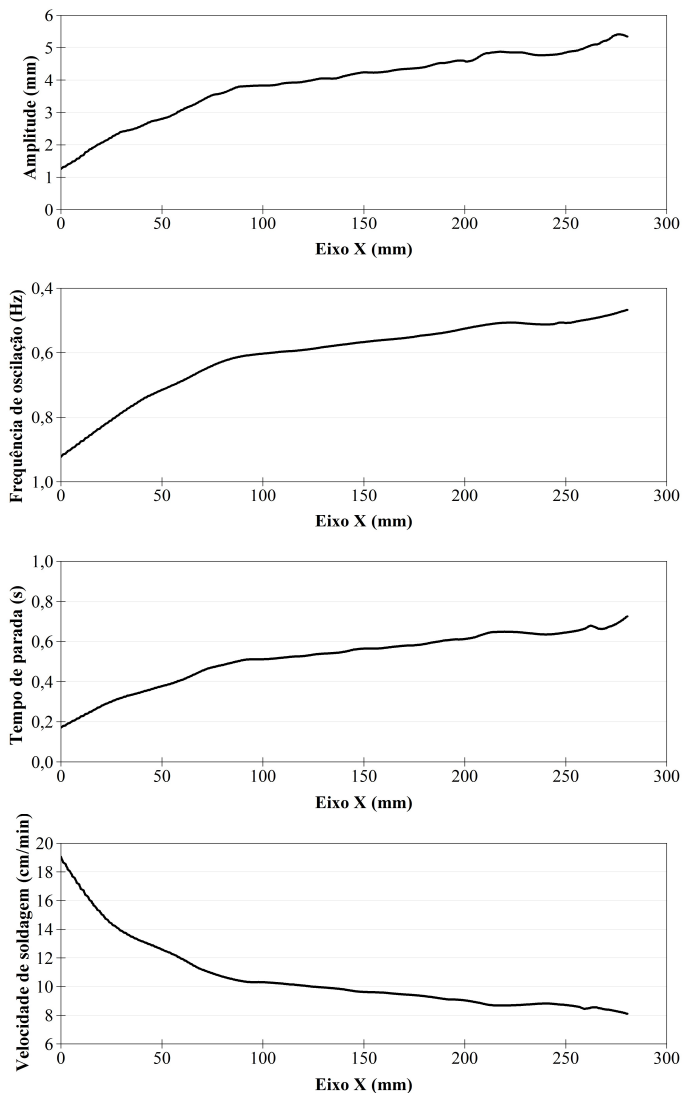 6
5
4
3
2
1
0
Amplitude (mm)
0 50 100 150 200 250 300
Eixo X (mm)
0,4
0,6
0,8
1,0
Frequência de oscilação (Hz)
0 50 100 150 200 250 300
Eixo X (mm)
1,0
0,8
0,6
0,4
0,2
0,0
Tempo de parada (s)
0 50 100 150 200 250 300
Eixo X (mm)
20
18
16
14
12
10
8
6
Velocidade de soldagem (cm/min)
0 50 100 150 200 250 300
Eixo X (mm)